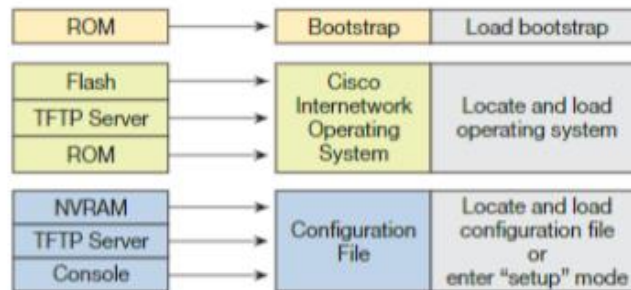 ROM
Bootstrap
Load bootstrap
Flash
TFTP Server
ROM
Cisco
Internetwork
Operating
System
Locate and load
operating system
NVRAM
TFTP Server
Console
Configuration
File
Locate and load
configuration file
or
enter “setup” mode